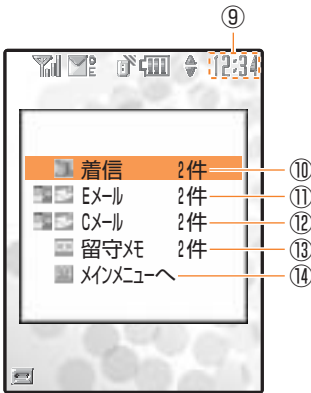 ⑨
12:34
着信 2件 ⑩
Eメール 2件 ⑪
Cメール 2件 ⑫
留守メモ 2件 ⑬
メインメニューへ ⑭